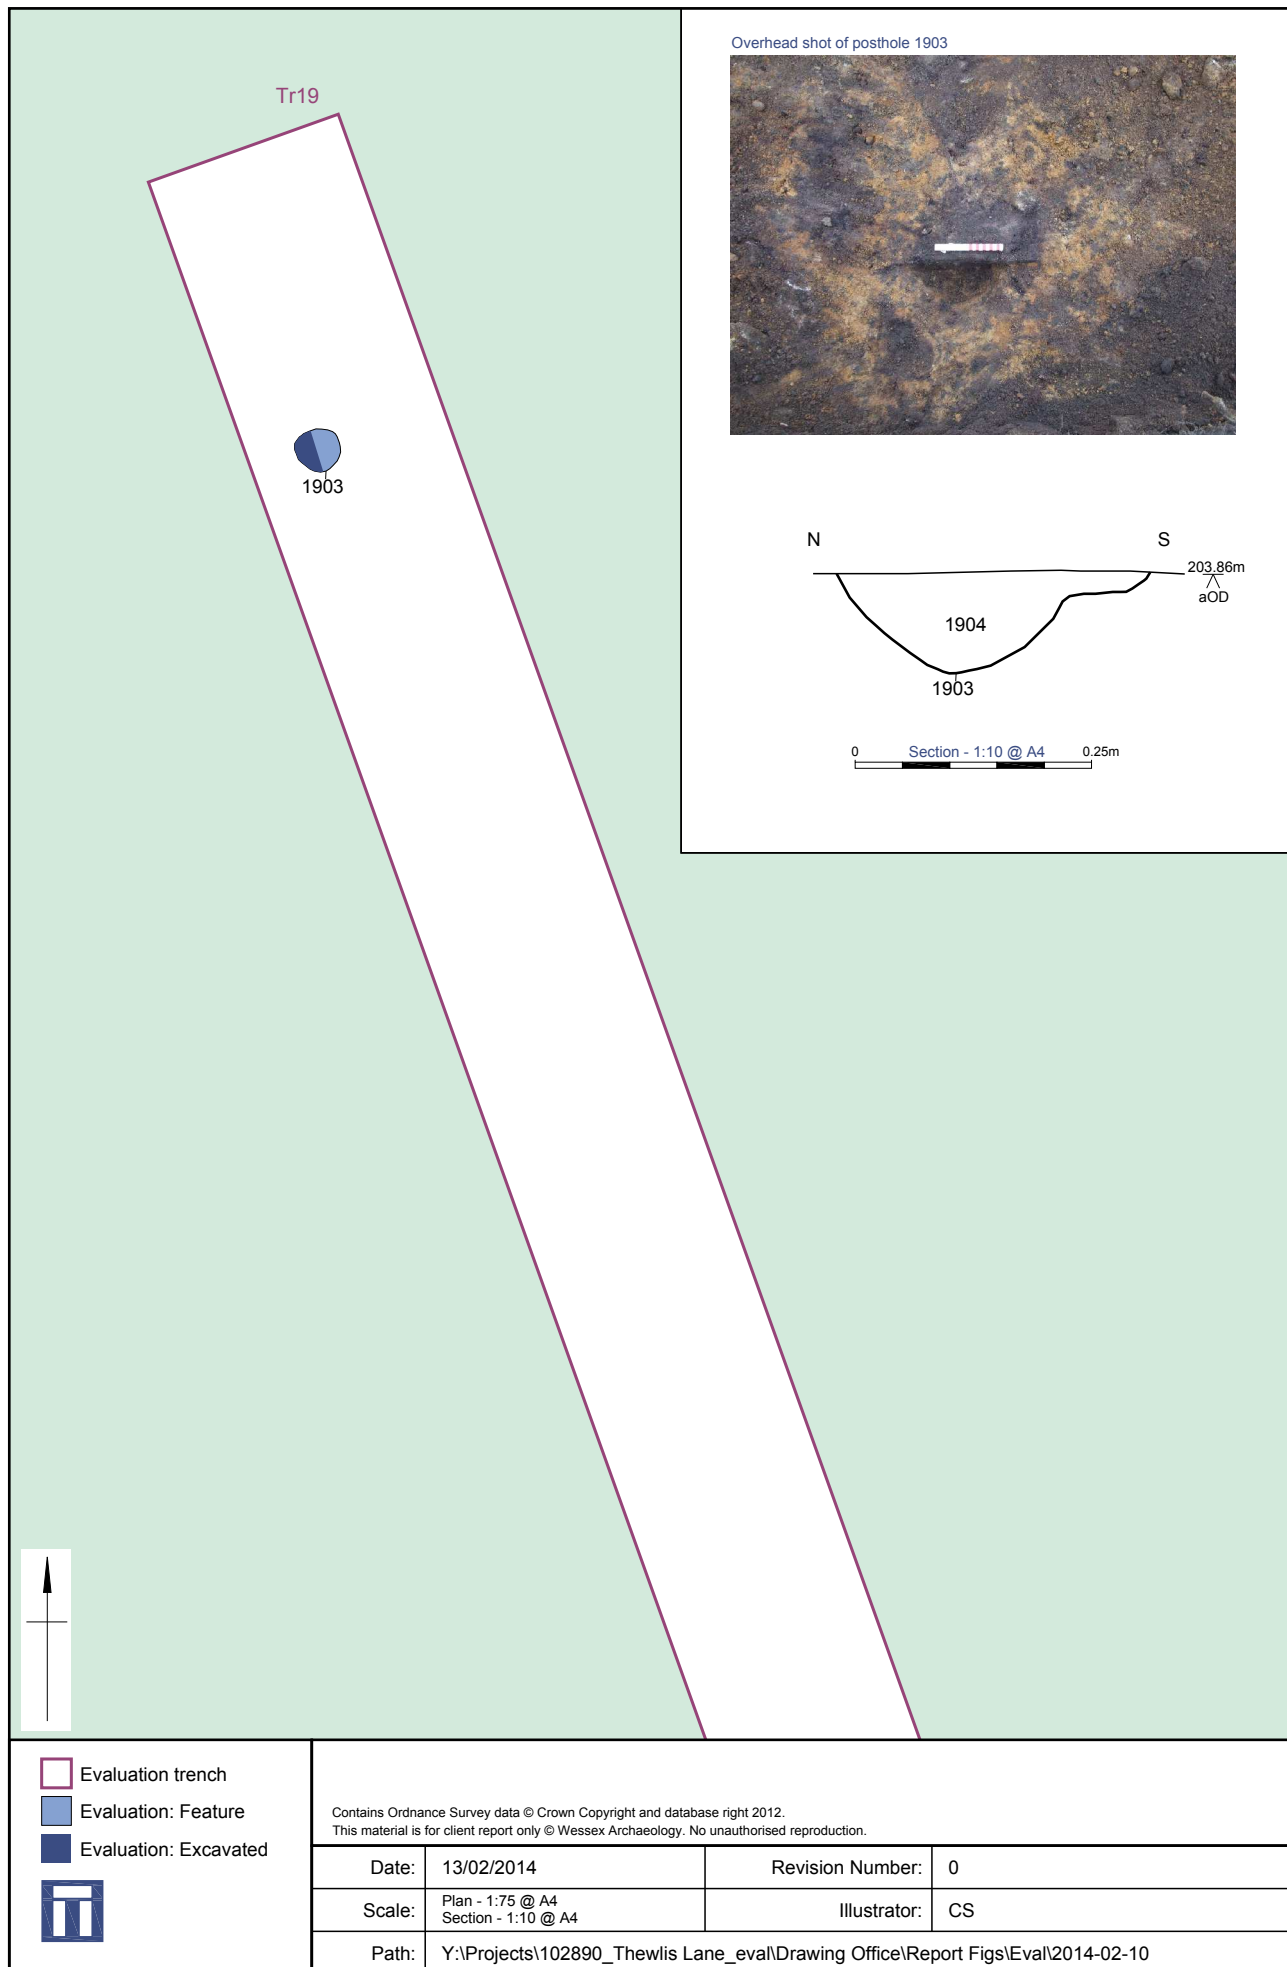 Tr19
1903
Overhead shot of posthole 1903
N S
203.86m
aOD
1904
1903
0 Section - 1:10 @ A4 0.25m
Evaluation trench
Evaluation: Feature
Evaluation: Excavated
Contains Ordnance Survey data © Crown Copyright and database right 2012.
This material is for client report only © Wessex Archaeology. No unauthorised reproduction.
Date: 13/02/2014 Revision Number: 0
Scale: Plan - 1:75 @ A4
Section - 1:10 @ A4 Illustrator: CS
Path: Y:\Projects\102890_Thewlis Lane_eval\Drawing Office\Report Figs\Eval\2014-02-10